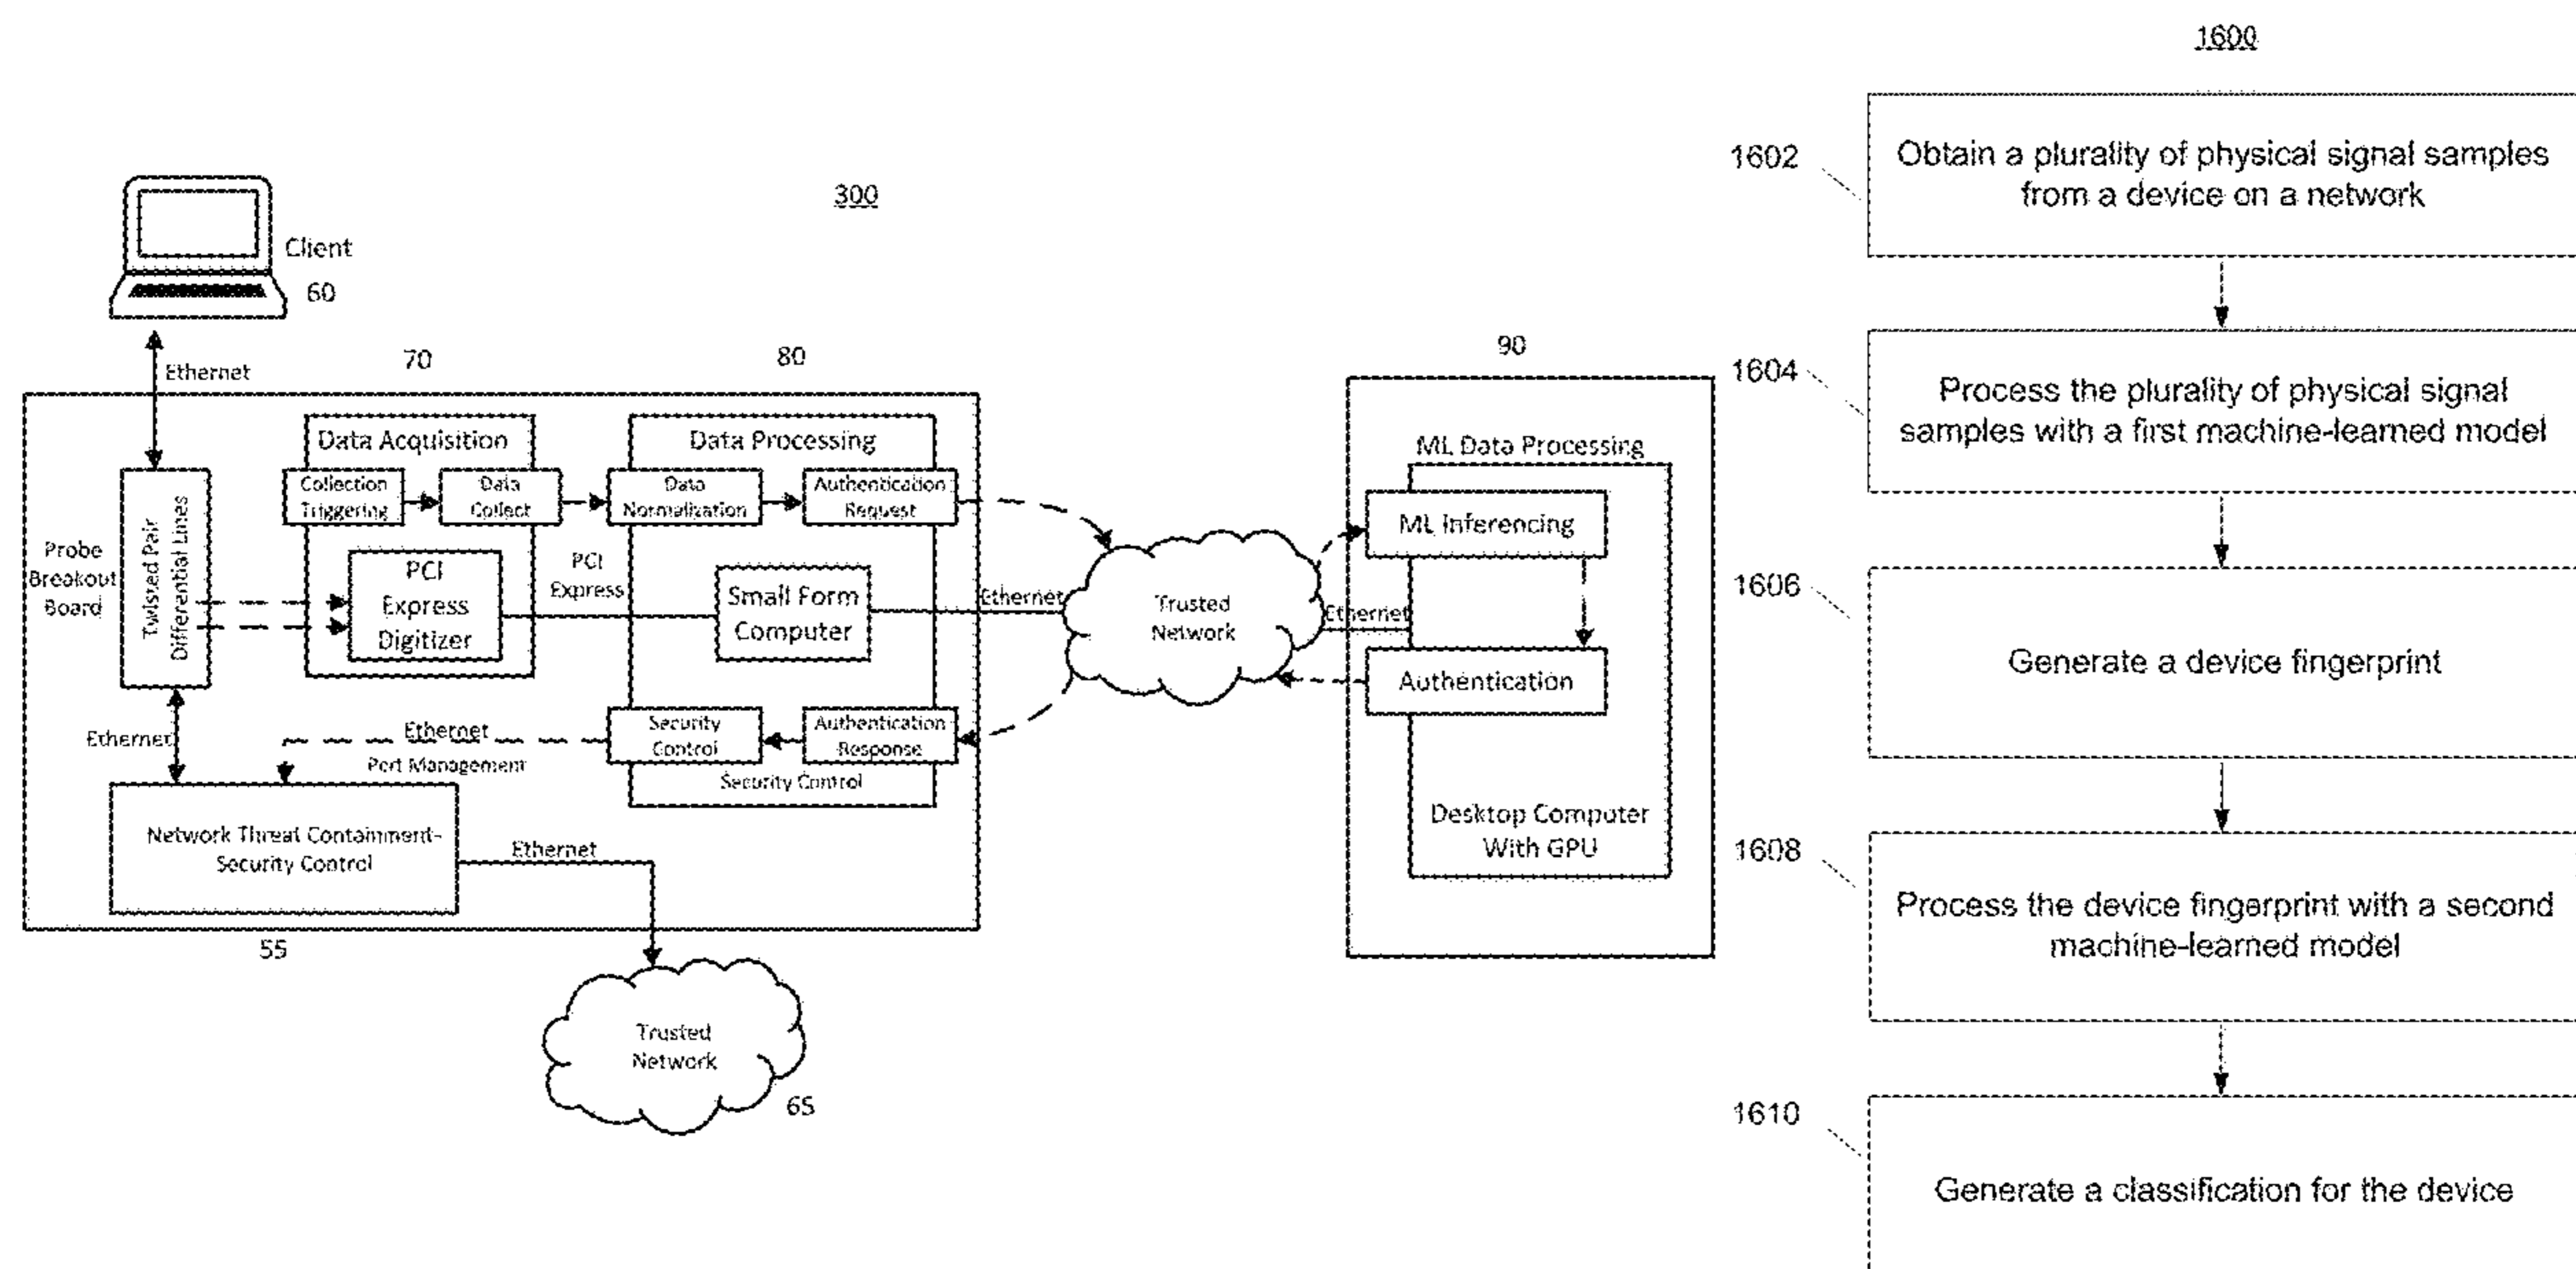 300
Client
60
Ethernet
70
80
Data Acquisition
Collection
Triggering
Data
Collect
Data Processing
Data
Normalization
Authentication
Request
Probe
Breakout
Board
Twisted Pair
Differential Lines
PCI
Express
Digitizer
PCI
Express
Small Form
Computer
Ethernet
Trusted
Network
Ethernet
90
ML Data Processing
ML Inferencing
Authentication
Desktop Computer
With GPU
Ethernet
Ethernet
Port Management
Security
Control
Authentication
Response
Security Control
Network Threat Containment-
Security Control
Ethernet
55
Trusted
Network
65
1600
1602
Obtain a plurality of physical signal samples
from a device on a network
1604
Process the plurality of physical signal
samples with a first machine-learned model
1606
Generate a device fingerprint
1608
Process the device fingerprint with a second
machine-learned model
1610
Generate a classification for the device